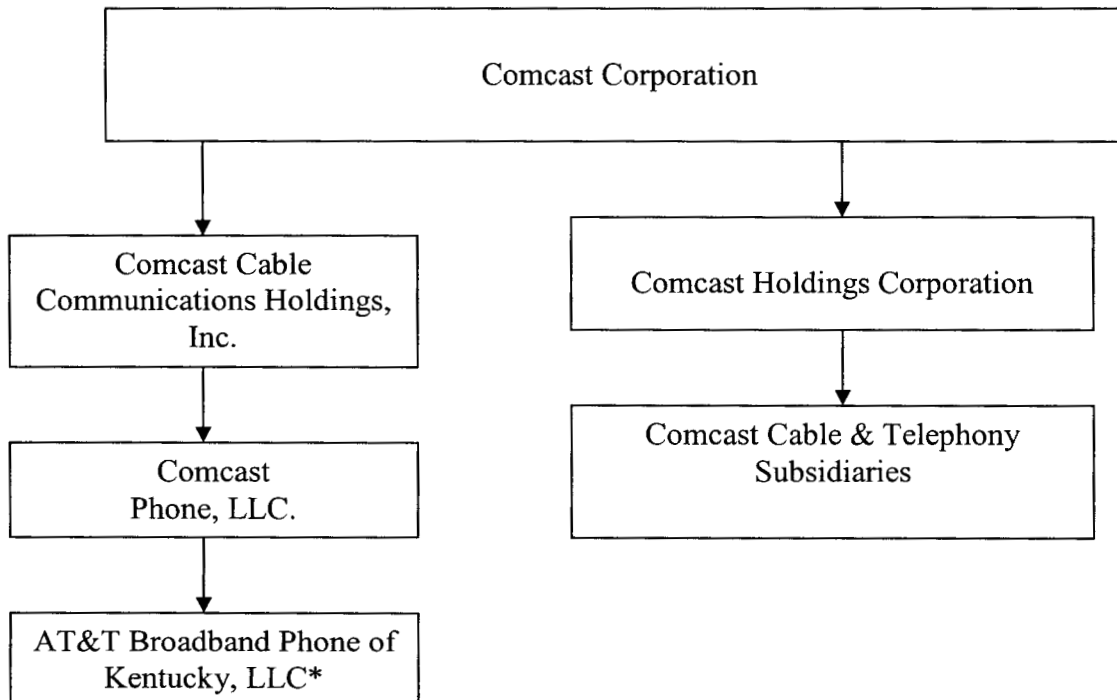 Comcast Corporation
Comcast Cable
Communications Holdings,
Inc.
Comcast Holdings Corporation
Comcast
Phone, LLC.
Comcast Cable & Telephony
Subsidiaries
AT&T Broadband Phone of
Kentucky, LLC*